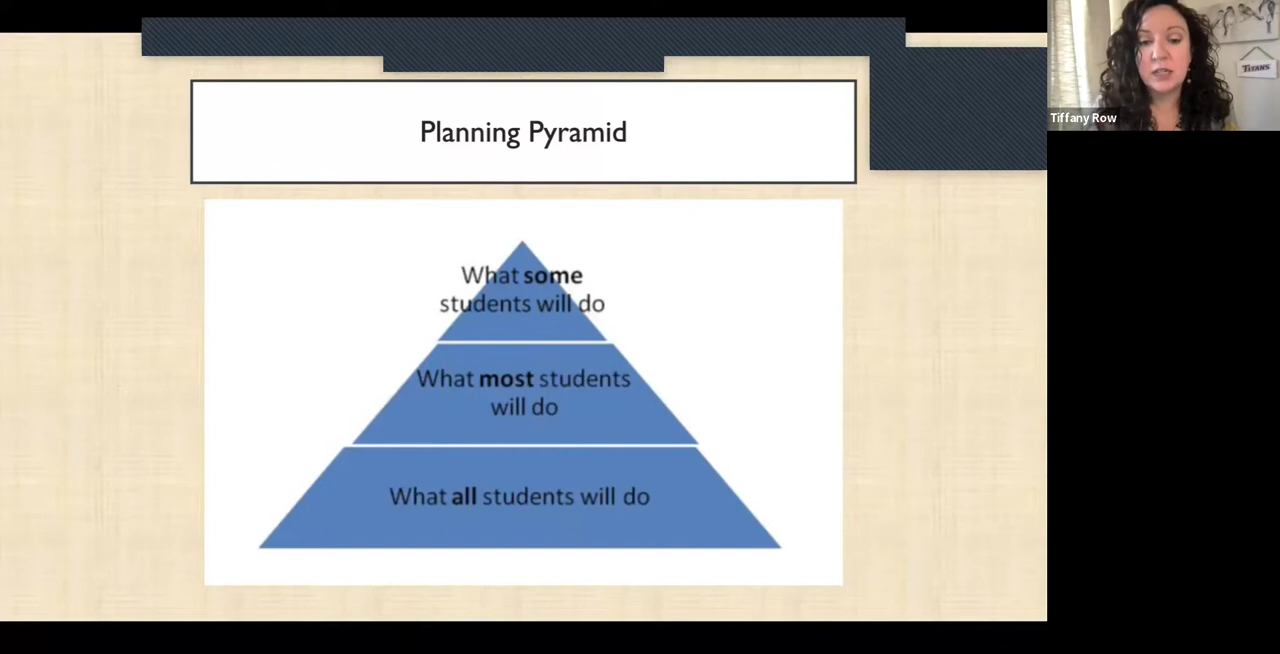 Planning Pyramid
What some
students will do
What most students
will do
What all students will do
Tiffany Row
TITANS